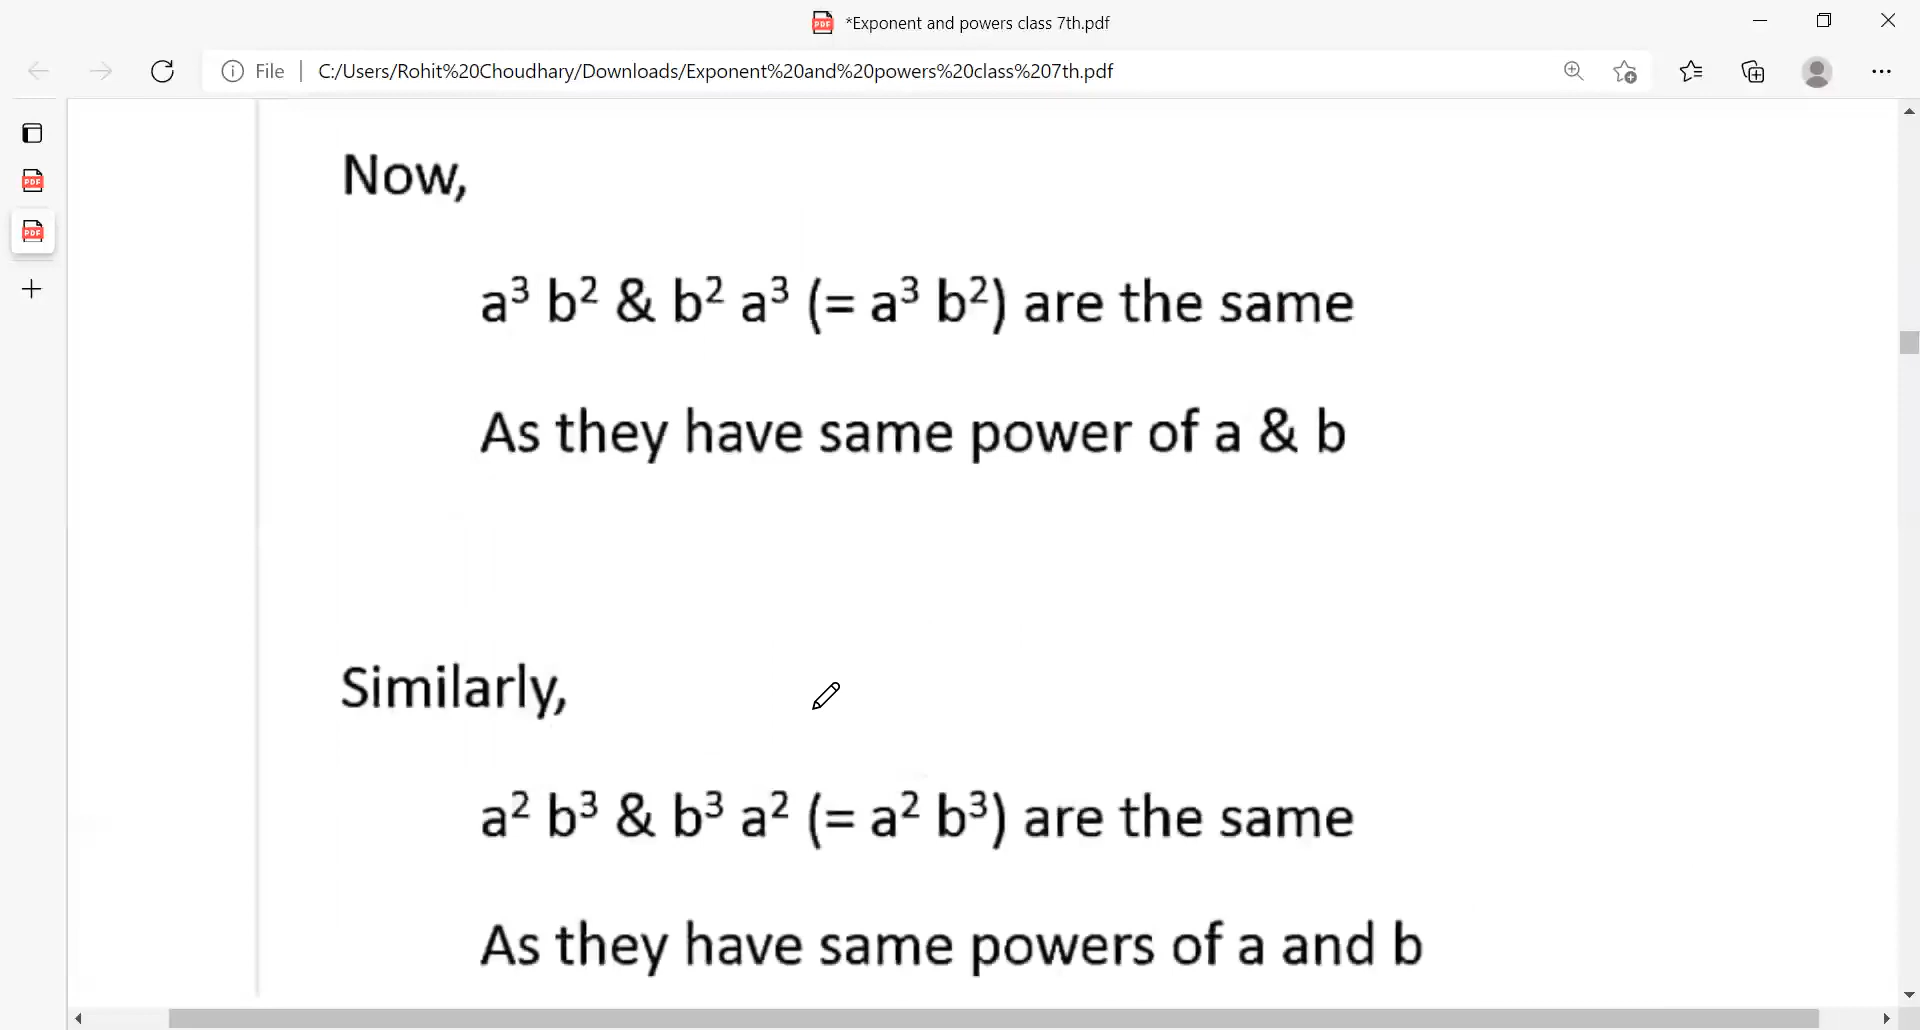 *Exponent and powers class 7th.pdf
File | C:/Users/Rohit%20Choudhary/Downloads/Exponent%20and%20powers%20class%207th.pdf
Now,
a³ b² & b² a³ (= a³ b²) are the same
As they have same power of a & b
Similarly,
a² b³ & b³ a² (= a² b³) are the same
As they have same powers of a and b